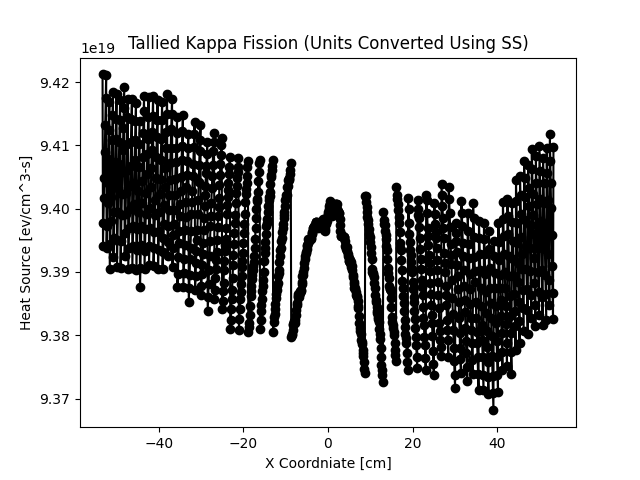 Tallied Kappa Fission (Units Converted Using SS)
1e19
9.42
9.41
9.40
9.39
9.38
9.37
Heat Source [ev/cm^3-s]
−40
−20
0
20
40
X Coordniate [cm]